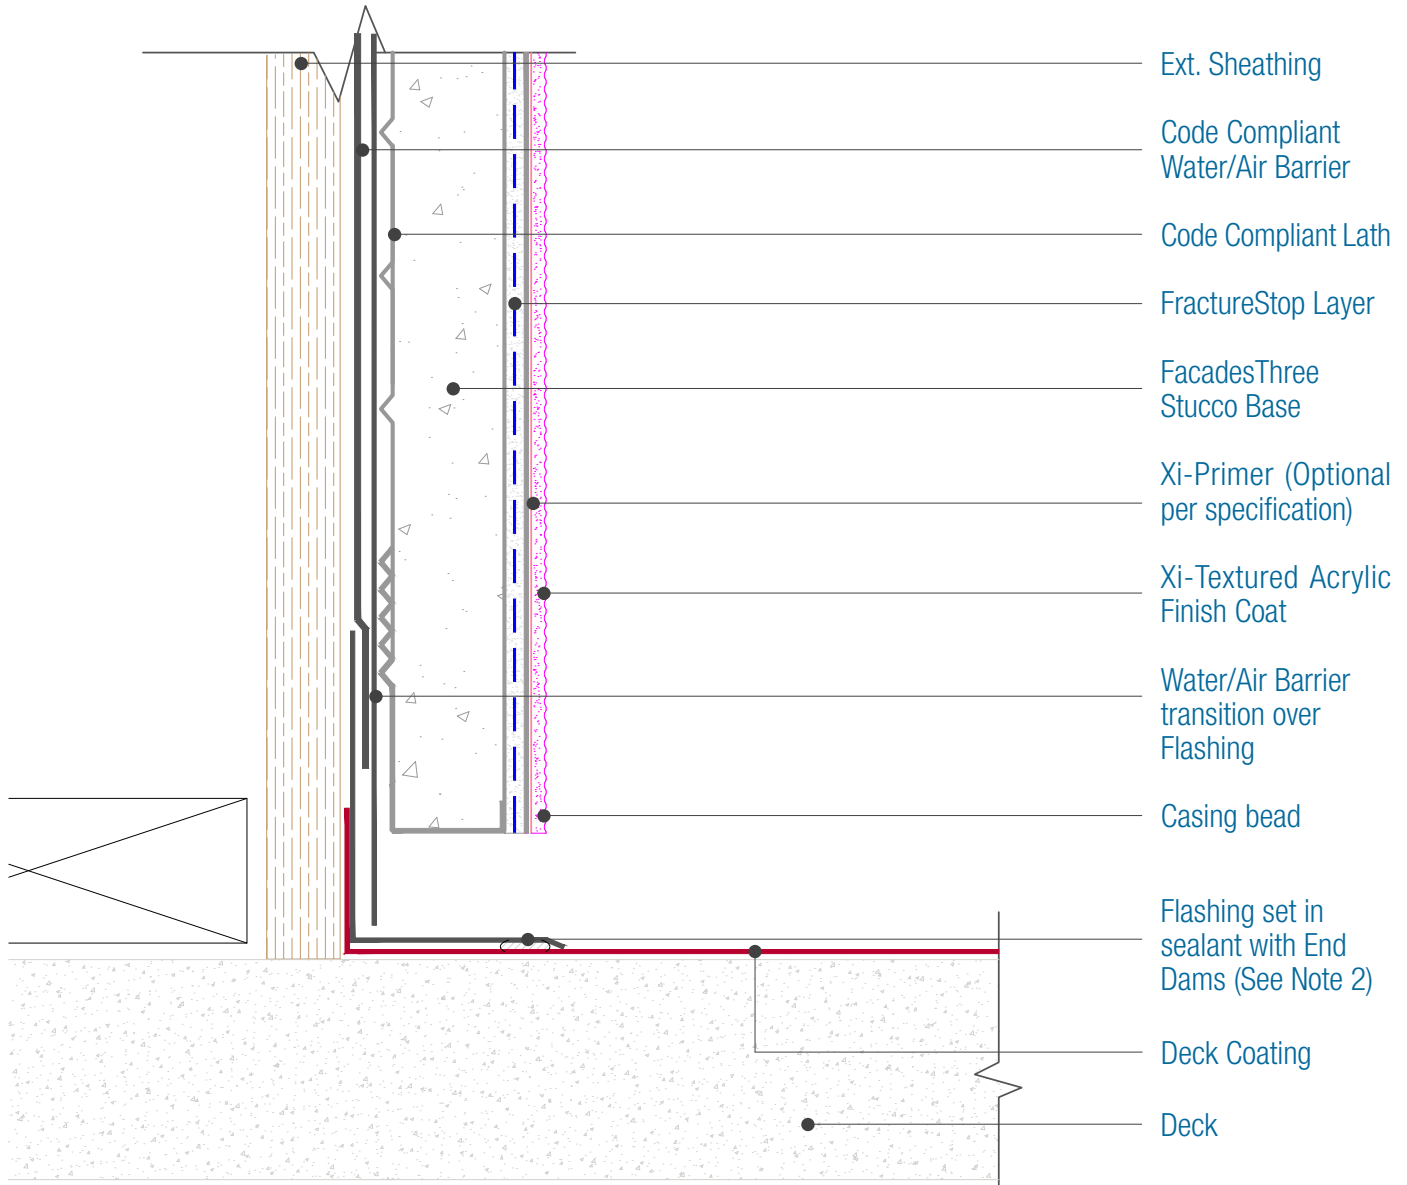 Ext. Sheathing
Code Compliant
Water/Air Barrier
Code Compliant Lath
FractureStop Layer
FacadesThree
Stucco Base
Xi-Primer (Optional
per specification)
Xi-Textured Acrylic
Finish Coat
Water/Air Barrier
transition over
Flashing
Casing bead
Flashing set in
sealant with End
Dams (See Note 2)
Deck Coating
Deck